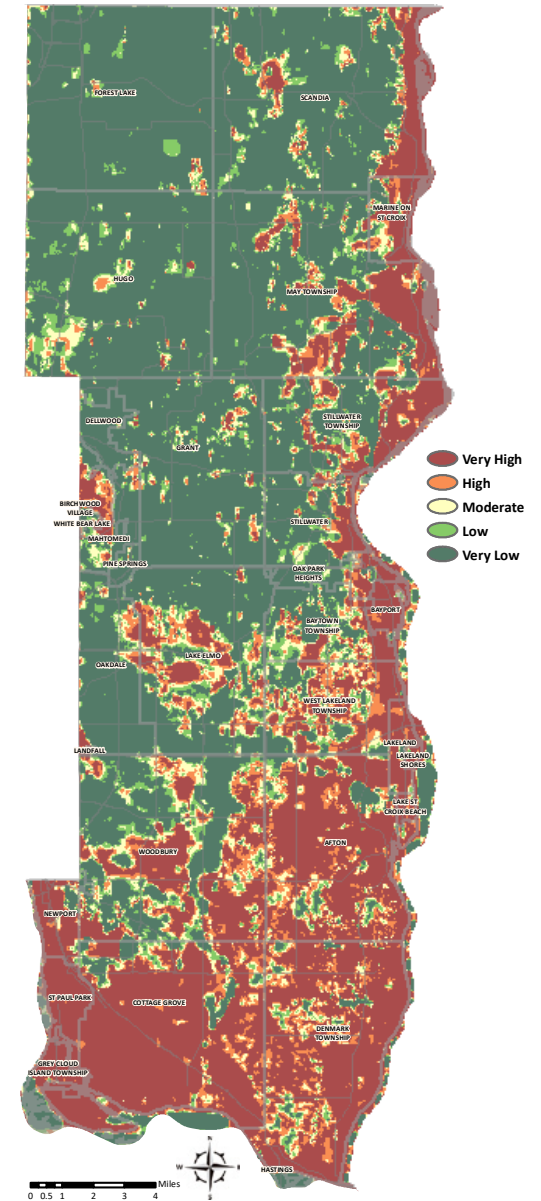 FOREST LAKE
SCANDIA
MARINE ON
ST CROIX
HUGO
MAY TOWNSHIP
DELLWOOD
STILLWATER
TOWNSHIP
GRANT
Very High
High
Moderate
Low
Very Low
BIRCHWOOD
VILLAGE
WHITE BEAR LAKE
STILLWATER
MAHTOMEDI
PINE SPRINGS
OAK PARK
HEIGHTS
BAYPORT
BAYTOWN
TOWNSHIP
LAKE ELMO
OAKDALE
WEST LAKELAND
TOWNSHIP
LANDFALL
LAKELAND
LAKELAND
SHORES
LAKE ST
CROIX BEACH
AFTON
WOODBURY
NEWPORT
ST PAUL PARK
COTTAGE GROVE
DENMARK
TOWNSHIP
GREY CLOUD
ISLAND TOWNSHIP
HASTINGS
N
W
E
S
Miles
0 0.5 1 2 3 4